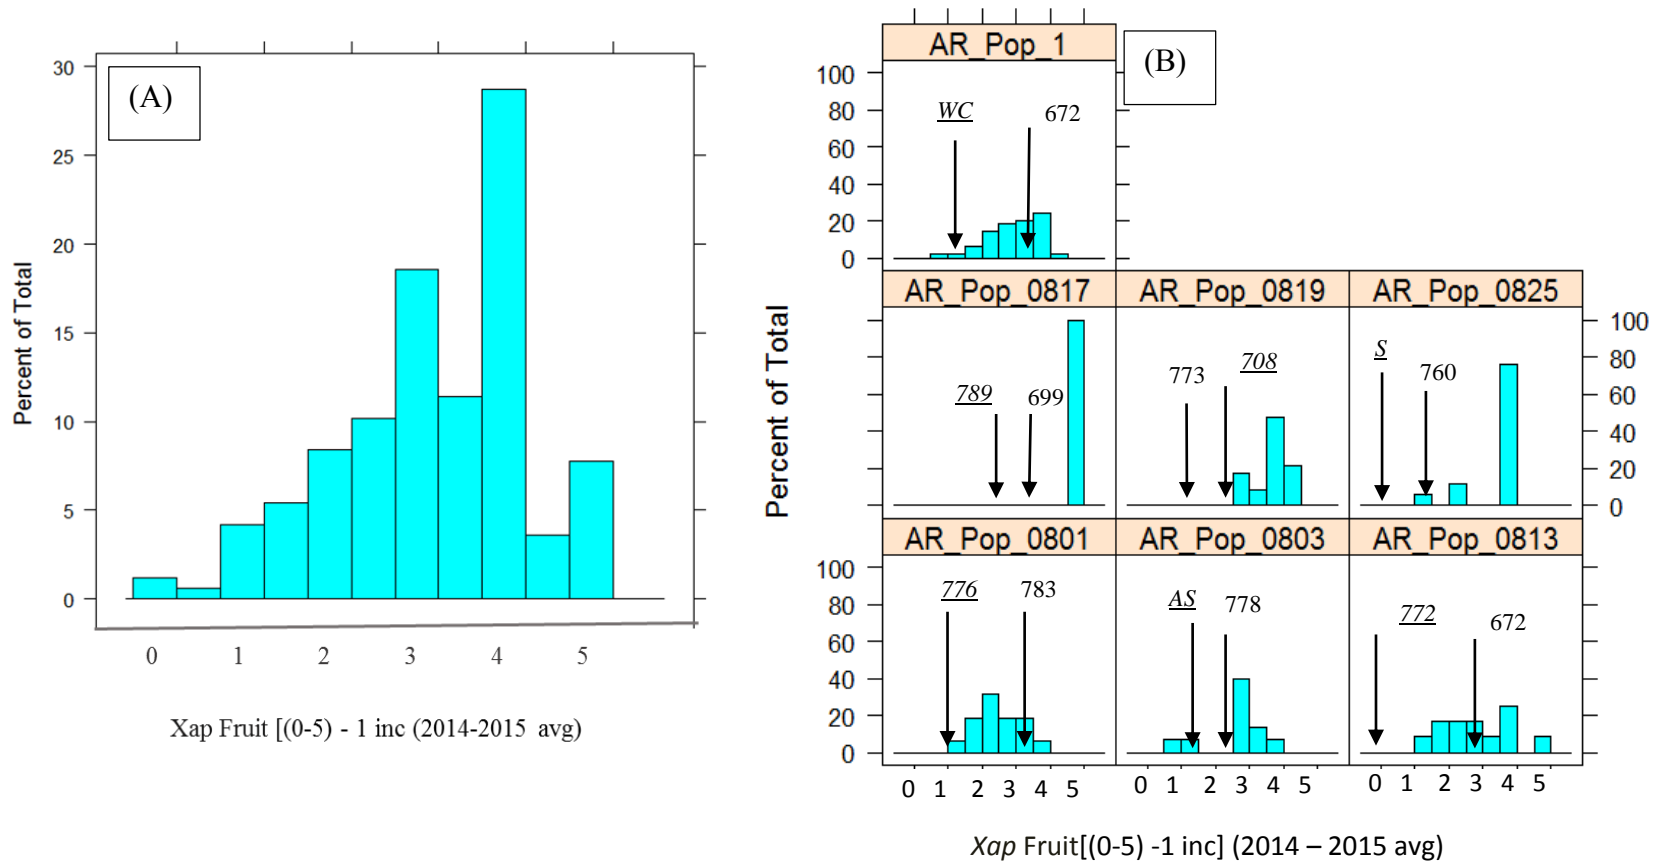 (A)
Percent of Total
30
25
20
15
10
5
0
0 1 2 3 4 5
Xap Fruit [(0-5) - 1 inc (2014-2015 avg)
(B)
Percent of Total
AR_Pop_1
100
80
60
40
20
0
WC 672
AR_Pop_0817 AR_Pop_0819 AR_Pop_0825
789 699
773 708
S 760
100
80
60
40
20
0
AR_Pop_0801 AR_Pop_0803 AR_Pop_0813
100
80
60
40
20
0
776 783
AS 778
772 672
0 1 2 3 4 5 0 1 2 3 4 5 0 1 2 3 4 5
Xap Fruit[(0-5) -1 inc] (2014 – 2015 avg)